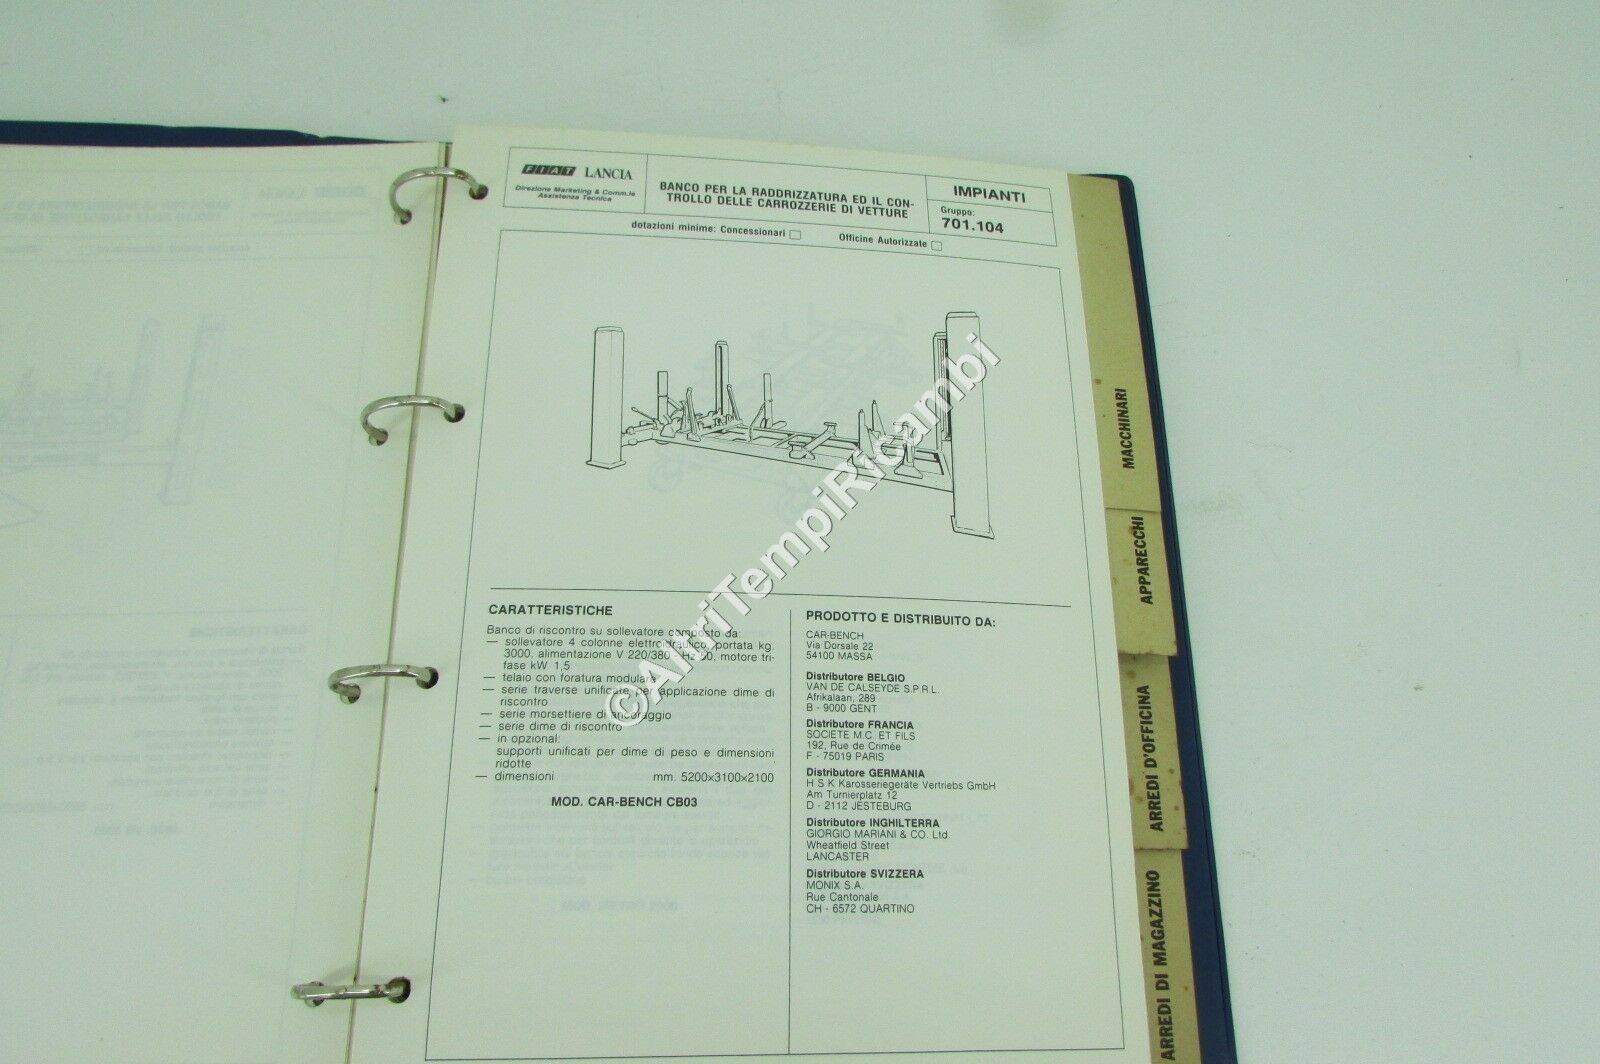 FIAT LANCIA
Direzione Marketing & Comm.le
Assistenza Tecnica
BANCO PER LA RADDRIZZATURA ED IL CON-
TROLLO DELLE CARROZZERIE DI VETTURE
IMPIANTI
Gruppo:
701.104
dotazioni minime: Concessionari
Officine Autorizzate
CARATTERISTICHE
Banco di riscontro su sollevatore composto da:
— sollevatore 4 colonne elettroidraulico, portata kg.
3000, alimentazione V 220/380 - Hz 50, motore tri-
fase kW 1,5
— telaio con foratura modulare
— serie traverse unificate per applicazione dime di
riscontro
— serie morsettiere di ancoraggio
— serie dime di riscontro
— in opzional:
supporti unificati per dime di peso e dimensioni
ridotte
— dimensioni mm. 5200×3100×2100
MOD. CAR-BENCH CB03
PRODOTTO E DISTRIBUITO DA:
CAR-BENCH
Via Dorsale 22
54100 MASSA
Distributore BELGIO
VAN DE CALSEYDE S.P.R.L.
Afrikalaan, 289
B - 9000 GENT
Distributore FRANCIA
SOCIETE M.C. ET FILS
192, Rue de Crimée
F - 75019 PARIS
Distributore GERMANIA
H S K Karosseriegeräte Vertriebs GmbH
Am Turnierplatz 12
D - 2112 JESTEBURG
Distributore INGHILTERRA
GIORGIO MARIANI & CO. Ltd.
Wheatfield Street
LANCASTER
Distributore SVIZZERA
MONIX S.A.
Rue Cantonale
CH - 6572 QUARTINO
MACCHINARI
APPARECCHI
ARREDI D'OFFICINA
ARREDI DI MAGAZZINO
©AltriTempiRicambi